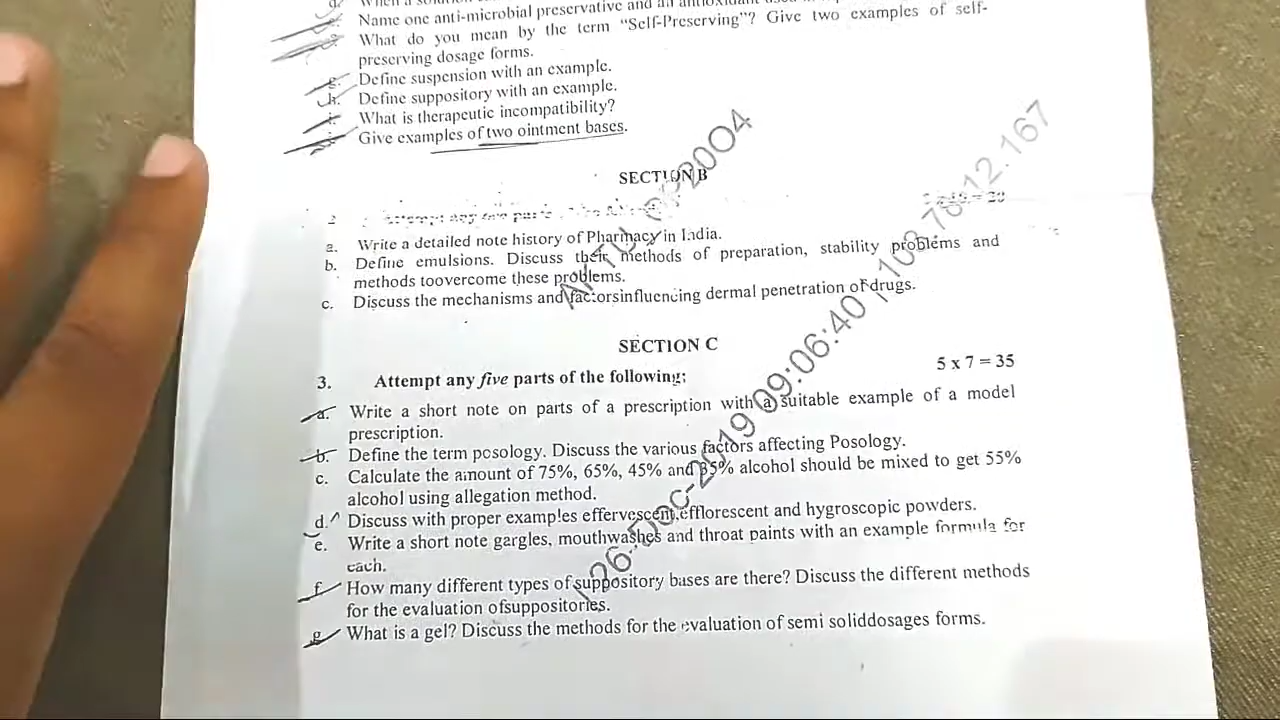 Name one anti-microbial preservative and an antioxidant used in
What do you mean by the term "Self-Preserving"? Give two examples of self-
preserving dosage forms.
g. Define suspension with an example.
h. Define suppository with an example.
i. What is therapeutic incompatibility?
Give examples of two ointment bases.
SECTION B
2 Attempt any two parts
a. Write a detailed note history of Pharmacy in India.
b. Define emulsions. Discuss their methods of preparation, stability problems and
methods toovercome these problems.
c. Discuss the mechanisms and factorsinfluencing dermal penetration of drugs.
SECTION C
3. Attempt any five parts of the following: 5 x 7 = 35
a. Write a short note on parts of a prescription with a suitable example of a model
prescription.
b. Define the term posology. Discuss the various factors affecting Posology.
c. Calculate the amount of 75%, 65%, 45% and 35% alcohol should be mixed to get 55%
alcohol using allegation method.
d. Discuss with proper examples effervescent,efflorescent and hygroscopic powders.
e. Write a short note gargles, mouthwashes and throat paints with an example formula for
each.
f. How many different types of suppository bases are there? Discuss the different methods
for the evaluation ofsuppositories.
g. What is a gel? Discuss the methods for the evaluation of semi soliddosages forms.